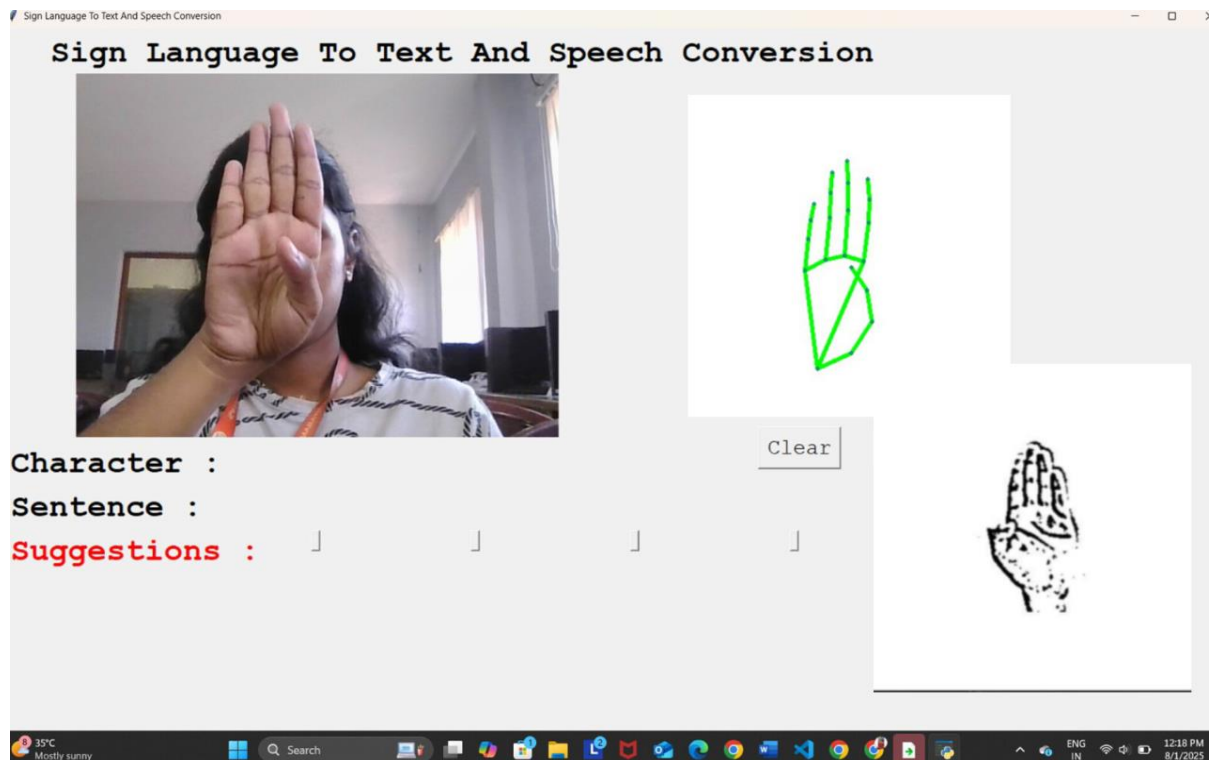 Sign Language To Text And Speech Conversion
Sign Language To Text And Speech Conversion
Clear
Character :
Sentence :
Suggestions :
8
35°C
Mostly sunny
Search
ENG
IN
12:18 PM
8/1/2025